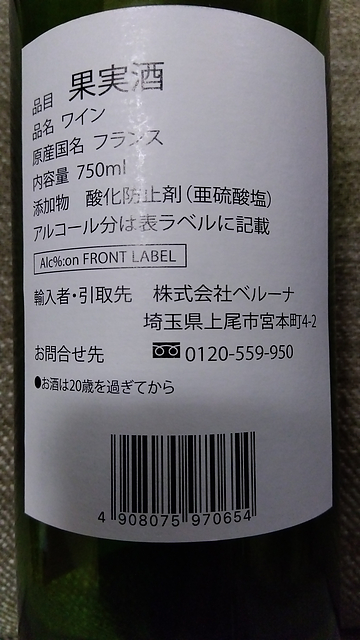 品目 果実酒
品名 ワイン
原産国名 フランス
内容量 750ml
添加物 酸化防止剤(亜硫酸塩)
アルコール分は表ラベルに記載
Alc%:on FRONT LABEL
輸入者・引取先 株式会社ベルーナ
埼玉県上尾市宮本町4-2
お問合せ先 0120-559-950
●お酒は20歳を過ぎてから
4 908075 970654